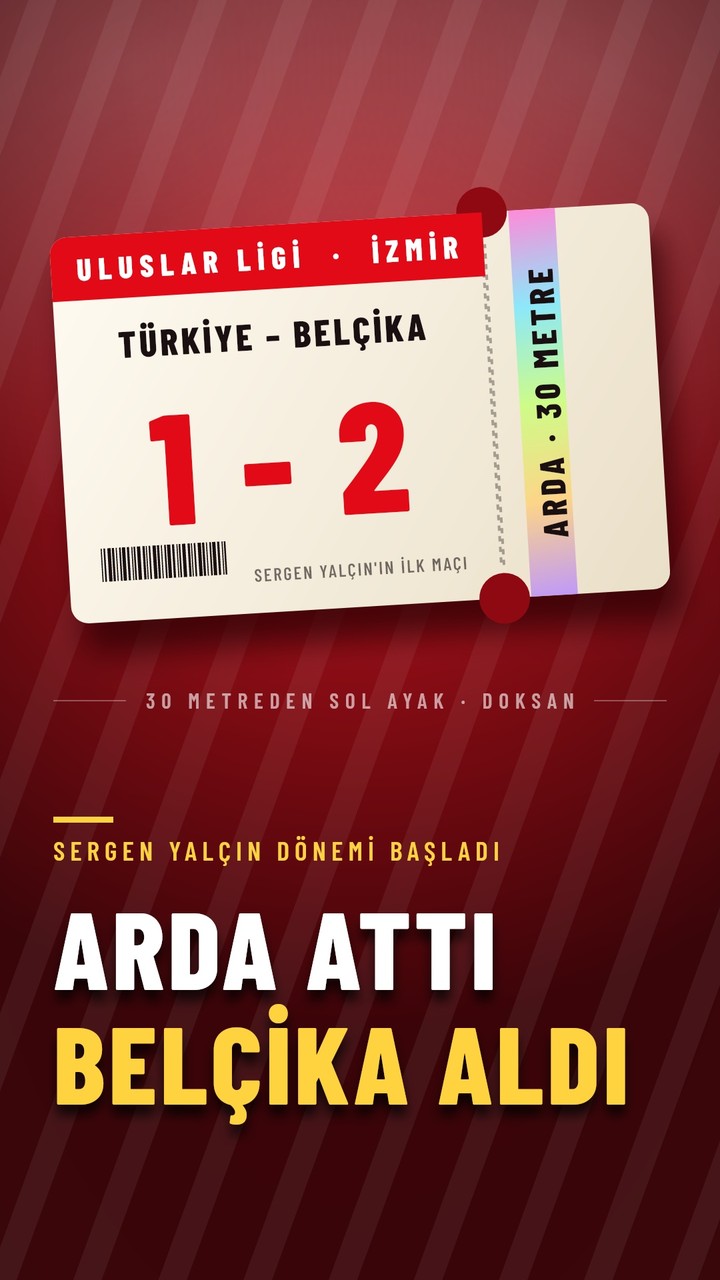 ULUSLAR LİGİ · İZMİR
TÜRKİYE – BELÇİKA
1 - 2
SERGEN YALÇIN'IN İLK MAÇI
ARDA · 30 METRE
30 METREDEN SOL AYAK · DOKSAN
SERGEN YALÇIN DÖNEMİ BAŞLADI
ARDA ATTI
BELÇİKA ALDI